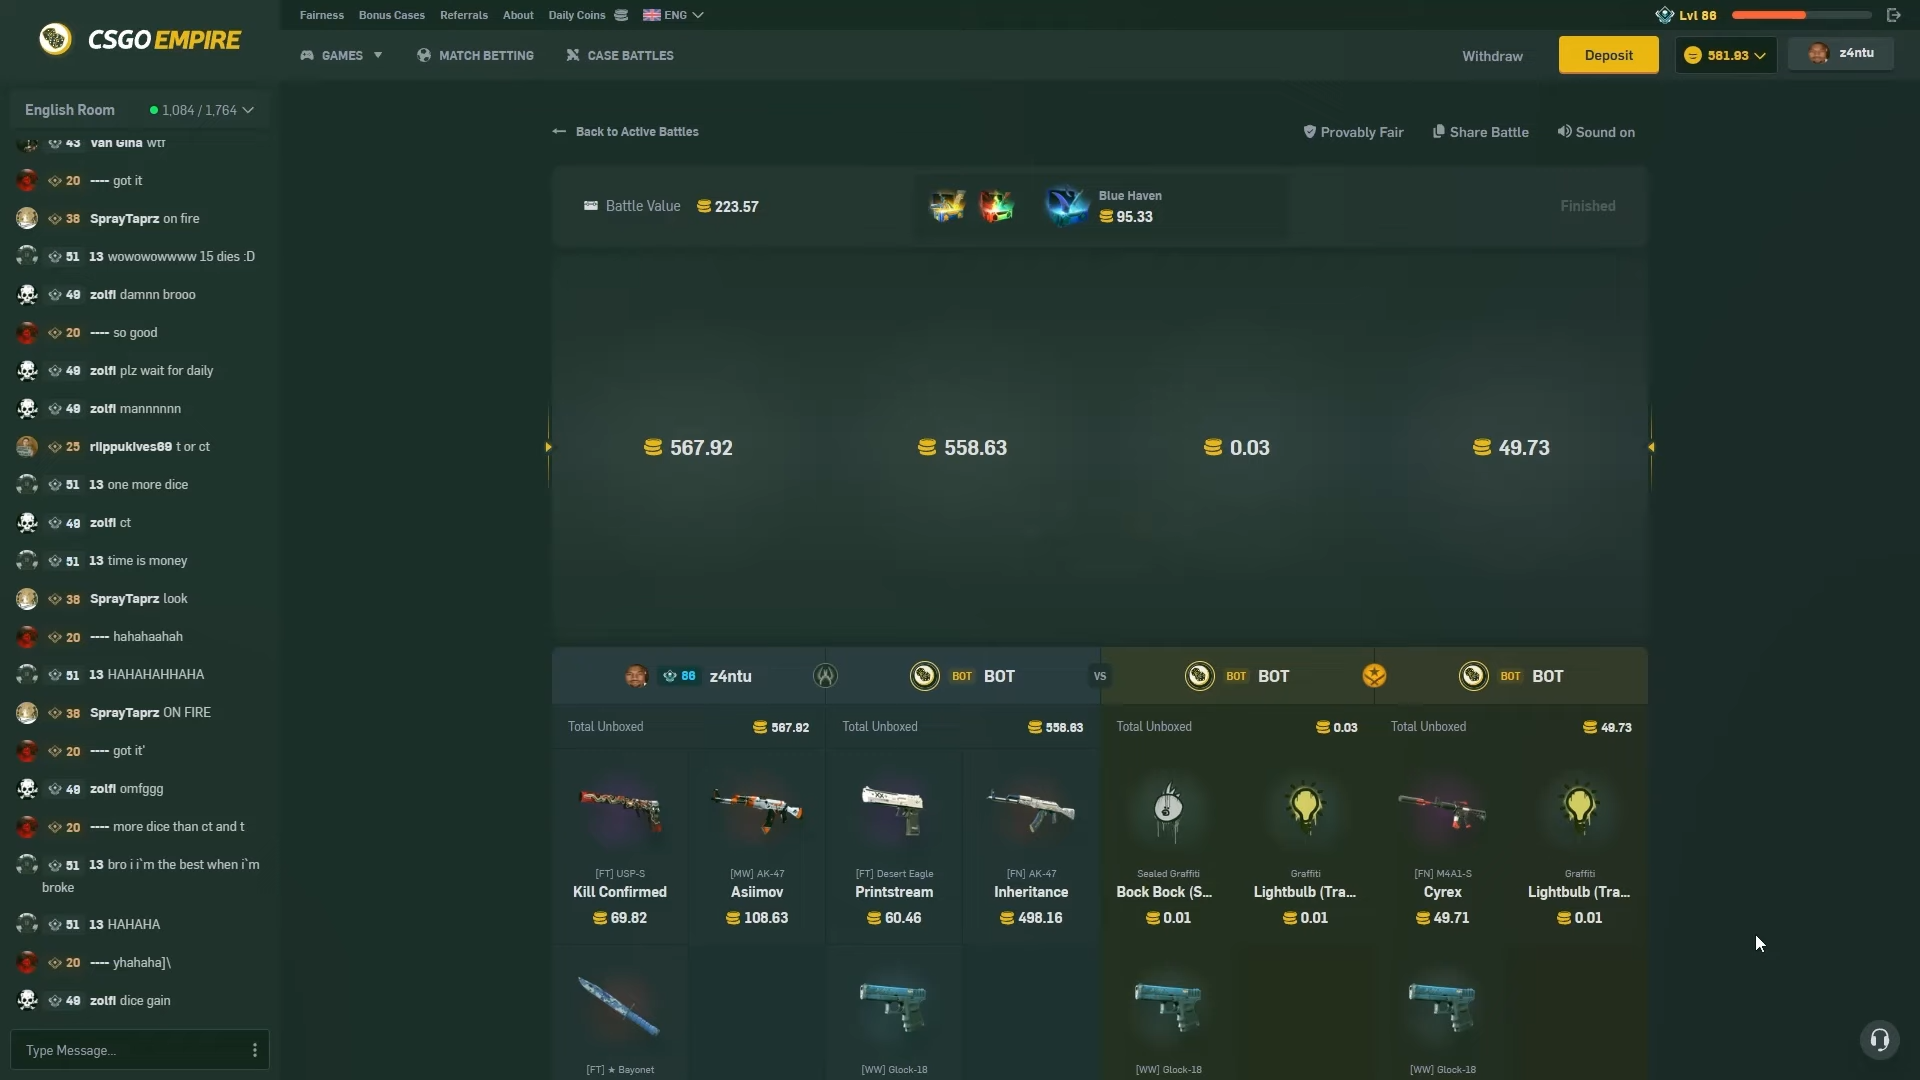 Fairness Bonus Cases Referrals About Daily Coins ENG
Lvl 86
CSGOEMPIRE
GAMES MATCH BETTING CASE BATTLES
Withdraw Deposit 581.93 z4ntu
English Room 1,084 / 1,764
43 Van Gina wtf
20 ---- got it
38 SprayTaprz on fire
51 13 wowowowwww 15 dies :D
49 zolfi damnn brooo
20 ---- so good
49 zolfi plz wait for daily
49 zolfi mannnnnn
25 riippukives69 t or ct
51 13 one more dice
49 zolfi ct
51 13 time is money
38 SprayTaprz look
20 ---- hahahaahah
51 13 HAHAHAHHAHA
38 SprayTaprz ON FIRE
20 ---- got it'
49 zolfi omfggg
20 ---- more dice than ct and t
51 13 bro i i`m the best when i`m
broke
51 13 HAHAHA
20 ---- yhahaha]\
49 zolfi dice gain
Type Message...
Back to Active Battles
Provably Fair Share Battle Sound on
Battle Value 223.57
Blue Haven
95.33
Finished
567.92 558.63 0.03 49.73
86 z4ntu BOT BOT VS BOT BOT BOT BOT
Total Unboxed 567.92 Total Unboxed 558.63 Total Unboxed 0.03 Total Unboxed 49.73
[FT] USP-S [MW] AK-47 [FT] Desert Eagle [FN] AK-47 Sealed Graffiti Graffiti [FN] M4A1-S Graffiti
Kill Confirmed Asiimov Printstream Inheritance Bock Bock (S... Lightbulb (Tra... Cyrex Lightbulb (Tra...
69.82 108.63 60.46 498.16 0.01 0.01 49.71 0.01
[FT] ★ Bayonet [WW] Glock-18 [WW] Glock-18 [WW] Glock-18